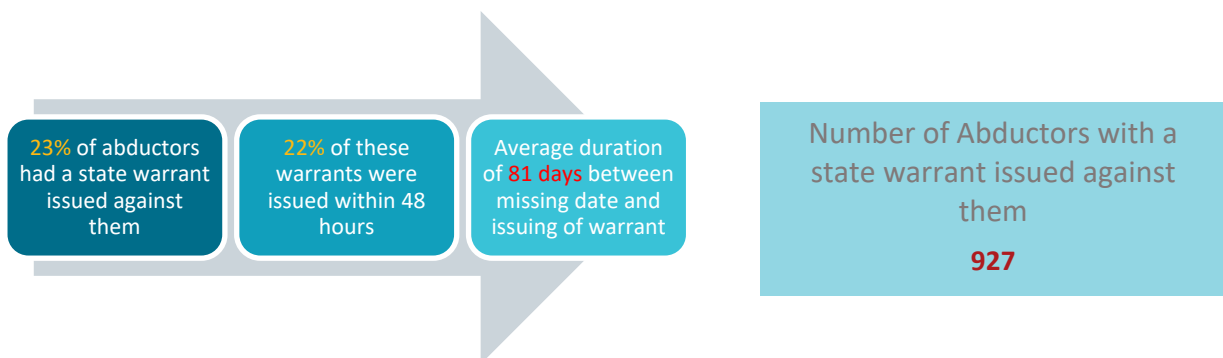 23% of abductors
had a state warrant
issued against
them
22% of these
warrants were
issued within 48
hours
Average duration
of 81 days between
missing date and
issuing of warrant
Number of Abductors with a
state warrant issued against
them
927